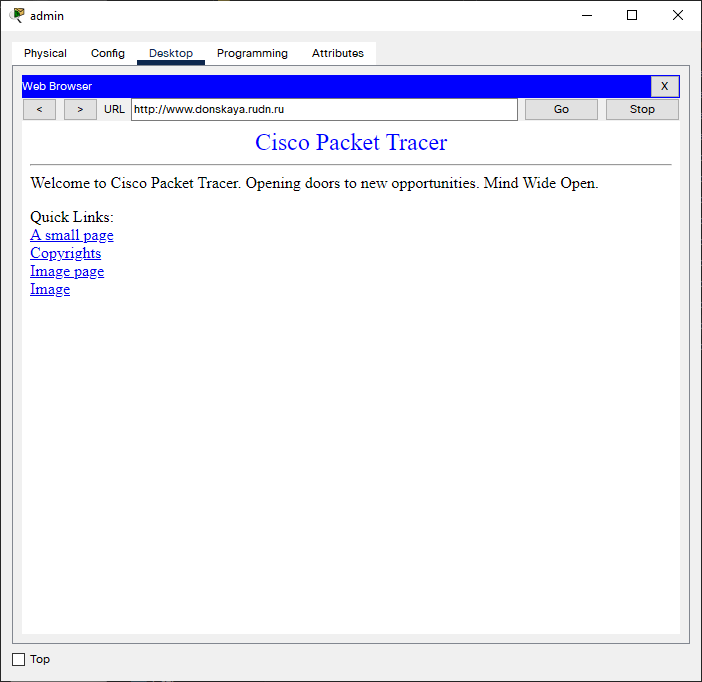 admin
Physical Config Desktop Programming Attributes
Web Browser X
< > URL http://www.donskaya.rudn.ru Go Stop
Cisco Packet Tracer
Welcome to Cisco Packet Tracer. Opening doors to new opportunities. Mind Wide Open.
Quick Links:
A small page
Copyrights
Image page
Image
Top